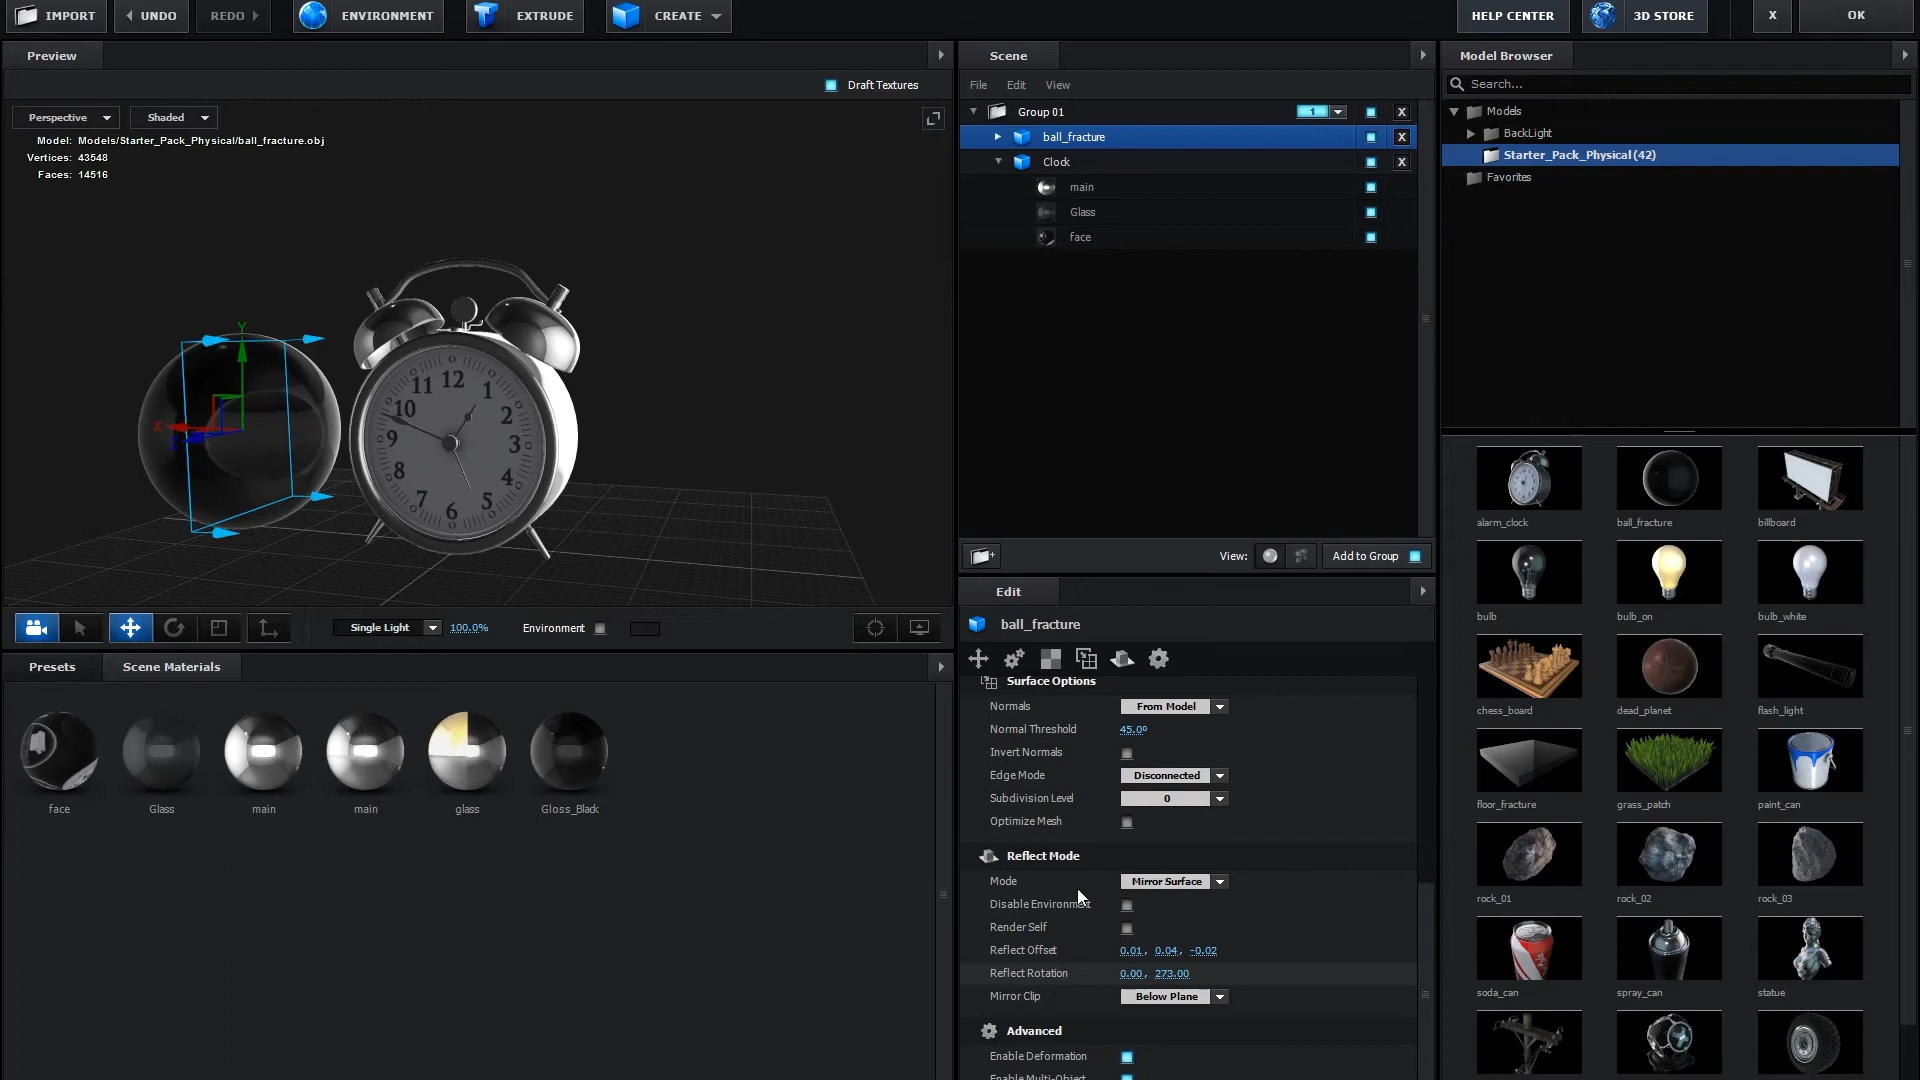 IMPORT
UNDO
REDO
ENVIRONMENT
EXTRUDE
CREATE
HELP CENTER
3D STORE
X
OK
Preview
Draft Textures
Perspective
Shaded
Model: Models/Starter_Pack_Physical/ball_fracture.obj
Vertices: 43548
Faces: 14516
Y
X
Z
12
1
2
3
4
5
6
7
8
9
10
11
Single Light
100.0%
Environment
Presets
Scene Materials
face
Glass
main
main
glass
Gloss_Black
Scene
File
Edit
View
Group 01
1
X
ball_fracture
X
Clock
X
main
Glass
face
View:
Add to Group
Edit
ball_fracture
Surface Options
Normals
From Model
Normal Threshold
45.0º
Invert Normals
Edge Mode
Disconnected
Subdivision Level
0
Optimize Mesh
Reflect Mode
Mode
Mirror Surface
Disable Environment
Render Self
Reflect Offset
0.01, 0.04, -0.02
Reflect Rotation
0.00, 273.00
Mirror Clip
Below Plane
Advanced
Enable Deformation
Enable Multi-Object
Model Browser
Search...
Models
BackLight
Starter_Pack_Physical (42)
Favorites
alarm_clock
ball_fracture
billboard
bulb
bulb_on
bulb_white
chess_board
dead_planet
flash_light
floor_fracture
grass_patch
paint_can
rock_01
rock_02
rock_03
soda_can
spray_can
statue